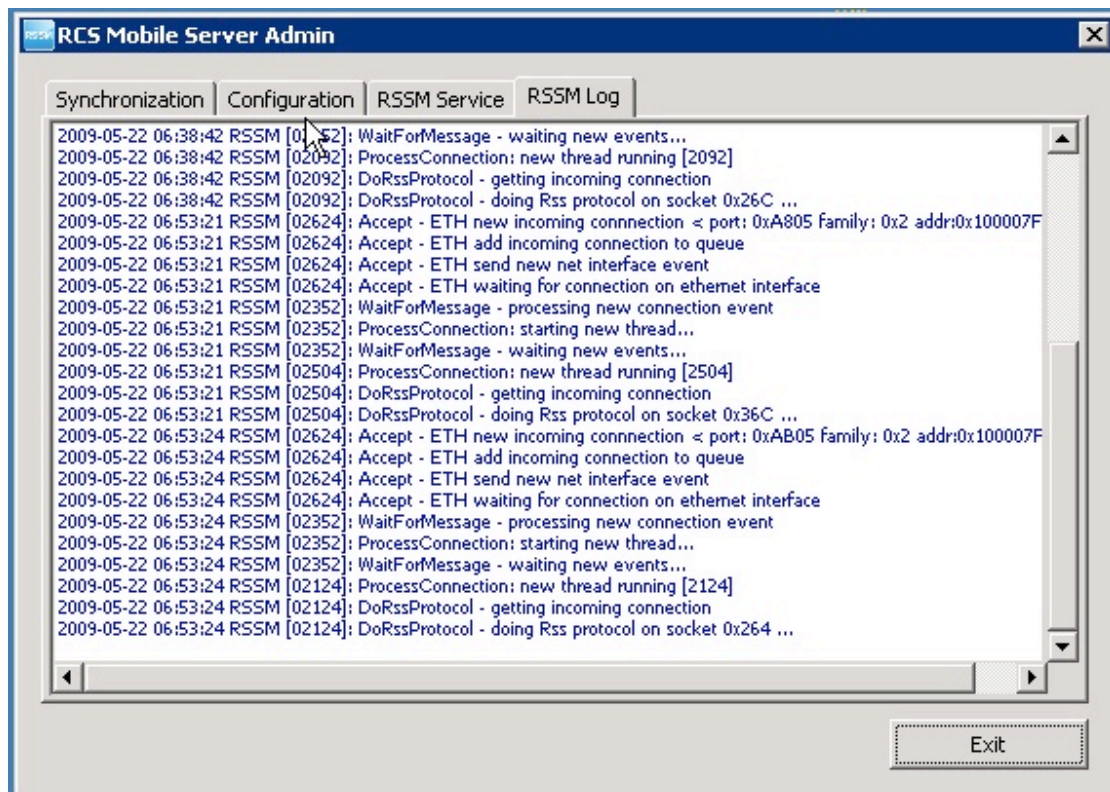 RSSM RCS Mobile Server Admin
Synchronization Configuration RSSM Service RSSM Log
2009-05-22 06:38:42 RSSM [02352]: WaitForMessage - waiting new events...
2009-05-22 06:38:42 RSSM [02092]: ProcessConnection: new thread running [2092]
2009-05-22 06:38:42 RSSM [02092]: DoRssProtocol - getting incoming connection
2009-05-22 06:38:42 RSSM [02092]: DoRssProtocol - doing Rss protocol on socket 0x26C ...
2009-05-22 06:53:21 RSSM [02624]: Accept - ETH new incoming connnection < port: 0xA805 family: 0x2 addr:0x100007F
2009-05-22 06:53:21 RSSM [02624]: Accept - ETH add incoming connection to queue
2009-05-22 06:53:21 RSSM [02624]: Accept - ETH send new net interface event
2009-05-22 06:53:21 RSSM [02624]: Accept - ETH waiting for connection on ethernet interface
2009-05-22 06:53:21 RSSM [02352]: WaitForMessage - processing new connection event
2009-05-22 06:53:21 RSSM [02352]: ProcessConnection: starting new thread...
2009-05-22 06:53:21 RSSM [02352]: WaitForMessage - waiting new events...
2009-05-22 06:53:21 RSSM [02504]: ProcessConnection: new thread running [2504]
2009-05-22 06:53:21 RSSM [02504]: DoRssProtocol - getting incoming connection
2009-05-22 06:53:21 RSSM [02504]: DoRssProtocol - doing Rss protocol on socket 0x36C ...
2009-05-22 06:53:24 RSSM [02624]: Accept - ETH new incoming connnection < port: 0xAB05 family: 0x2 addr:0x100007F
2009-05-22 06:53:24 RSSM [02624]: Accept - ETH add incoming connection to queue
2009-05-22 06:53:24 RSSM [02624]: Accept - ETH send new net interface event
2009-05-22 06:53:24 RSSM [02624]: Accept - ETH waiting for connection on ethernet interface
2009-05-22 06:53:24 RSSM [02352]: WaitForMessage - processing new connection event
2009-05-22 06:53:24 RSSM [02352]: ProcessConnection: starting new thread...
2009-05-22 06:53:24 RSSM [02352]: WaitForMessage - waiting new events...
2009-05-22 06:53:24 RSSM [02124]: ProcessConnection: new thread running [2124]
2009-05-22 06:53:24 RSSM [02124]: DoRssProtocol - getting incoming connection
2009-05-22 06:53:24 RSSM [02124]: DoRssProtocol - doing Rss protocol on socket 0x264 ...
Exit